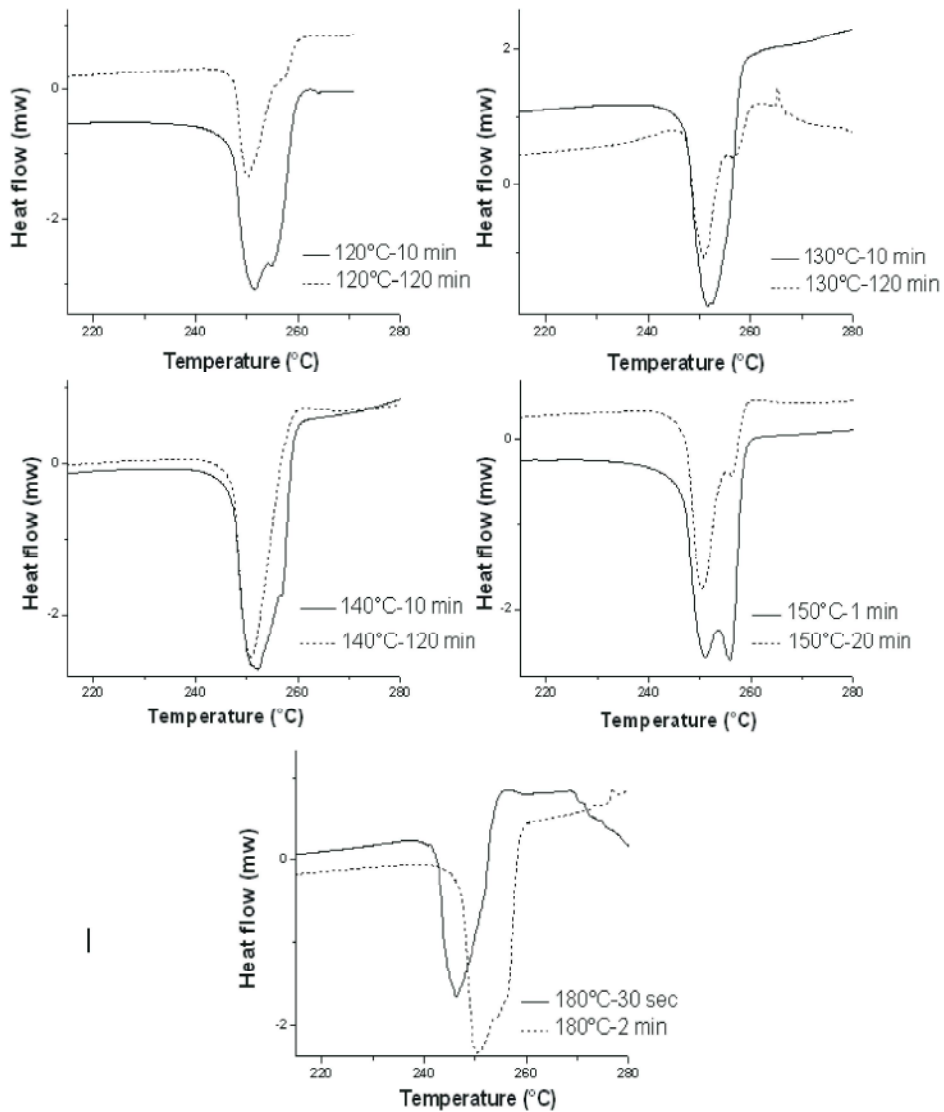 Heat flow (mw)
0
-2
120°C-10 min
120°C-120 min
220
240
260
280
Temperature (°C)
Heat flow (mw)
2
0
130°C-10 min
130°C-120 min
220
240
260
280
Temperature (°C)
Heat flow (mw)
0
-2
140°C-10 min
140°C-120 min
220
240
260
280
Temperature (°C)
Heat flow (mw)
0
-2
150°C-1 min
150°C-20 min
220
240
260
280
Temperature (°C)
Heat flow (mw)
0
-2
180°C-30 sec
180°C-2 min
220
240
260
280
Temperature (°C)